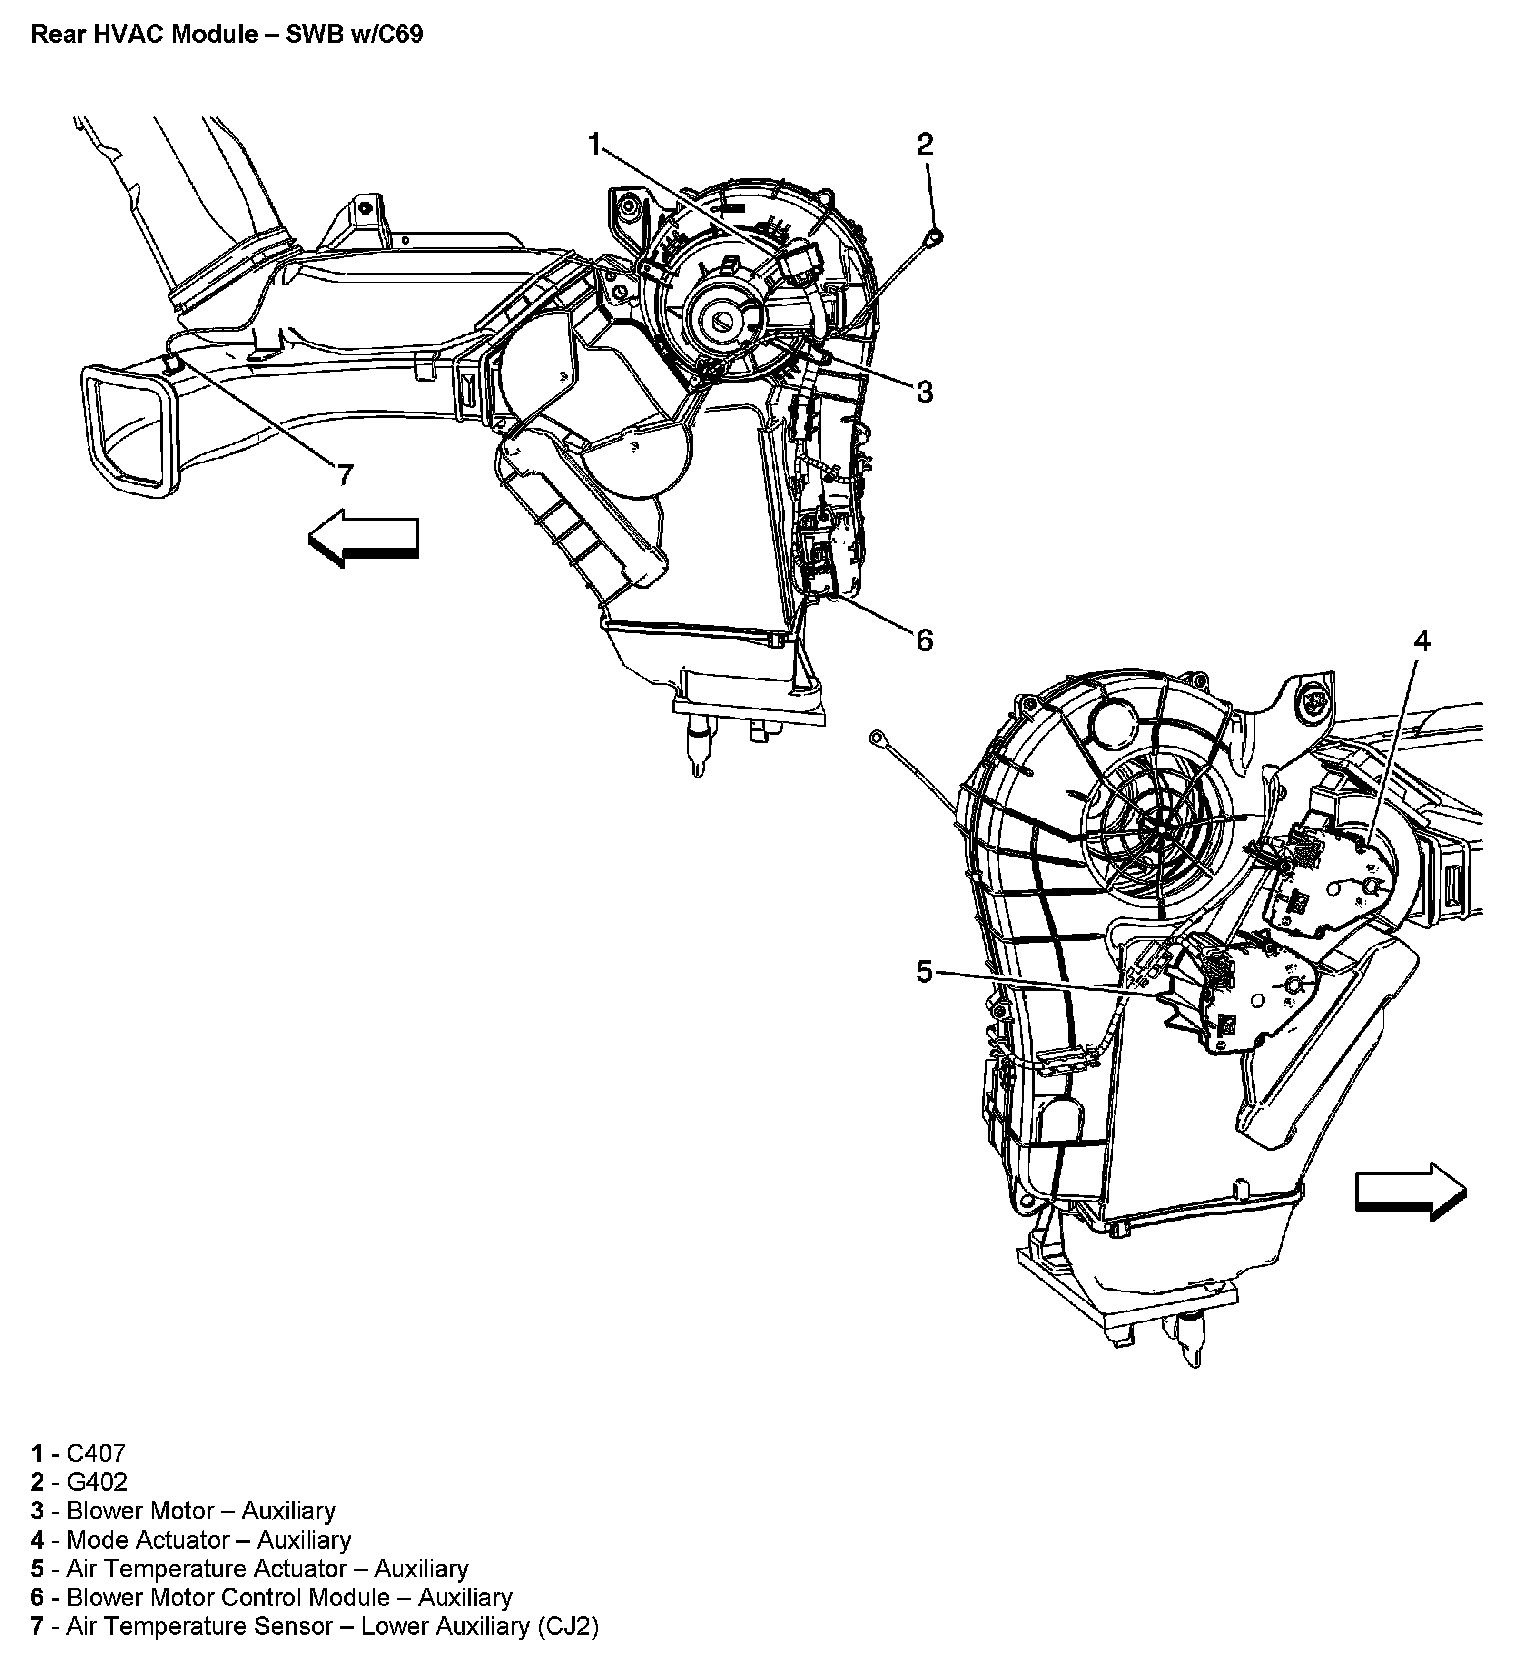 Rear HVAC Module – SWB w/C69
1
2
3
7
6
4
5
1 - C407
2 - G402
3 - Blower Motor – Auxiliary
4 - Mode Actuator – Auxiliary
5 - Air Temperature Actuator – Auxiliary
6 - Blower Motor Control Module – Auxiliary
7 - Air Temperature Sensor – Lower Auxiliary (CJ2)